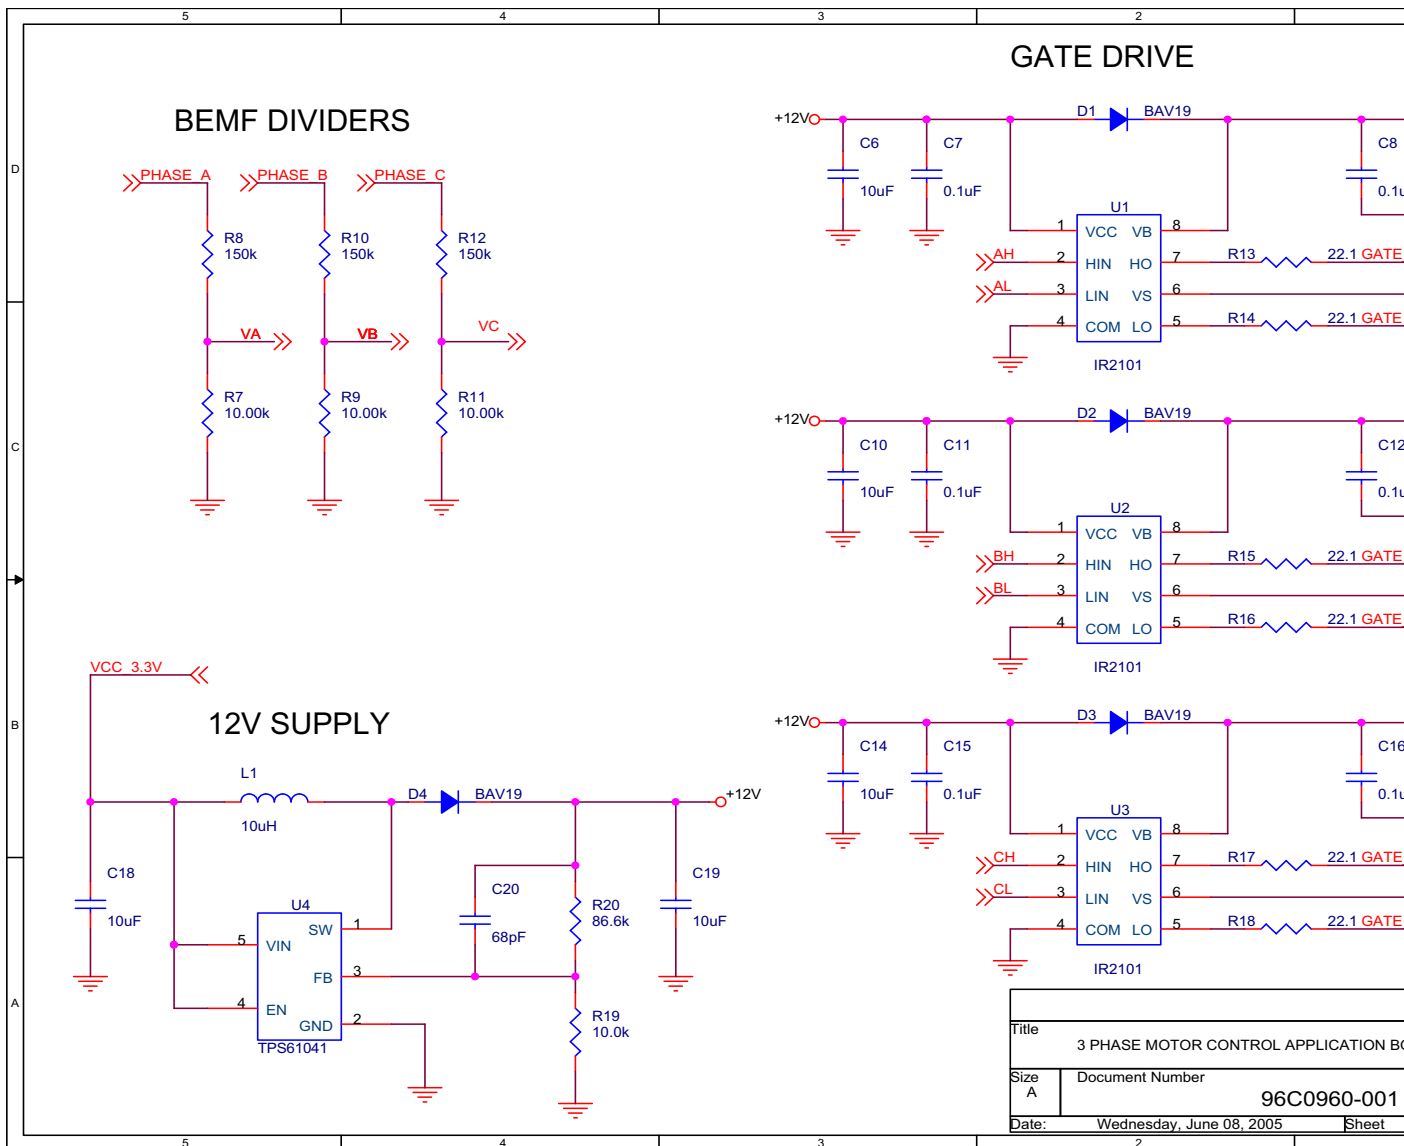 5 4 3 2
GATE DRIVE
BEMF DIVIDERS
D
C
B
A
PHASE_A PHASE_B PHASE_C
R8
150k
R10
150k
R12
150k
VA VB VC
R7
10.00k
R9
10.00k
R11
10.00k
+12V
C6
10uF
C7
0.1uF
D1 BAV19
C8
0.1u
U1
1 VCC VB 8
AH 2 HIN HO 7 R13 22.1 GATE
AL 3 LIN VS 6
4 COM LO 5 R14 22.1 GATE
IR2101
+12V
C10
10uF
C11
0.1uF
D2 BAV19
C12
0.1u
U2
1 VCC VB 8
BH 2 HIN HO 7 R15 22.1 GATE
BL 3 LIN VS 6
4 COM LO 5 R16 22.1 GATE
IR2101
+12V
C14
10uF
C15
0.1uF
D3 BAV19
C16
0.1u
U3
1 VCC VB 8
CH 2 HIN HO 7 R17 22.1 GATE
CL 3 LIN VS 6
4 COM LO 5 R18 22.1 GATE
IR2101
VCC_3.3V
12V SUPPLY
L1
10uH
D4 BAV19
+12V
C18
10uF
C20
68pF
R20
86.6k
C19
10uF
U4
SW 1
5 VIN
FB 3
4 EN
GND 2
TPS61041
R19
10.0k
Title
3 PHASE MOTOR CONTROL APPLICATION BO
Size
A
Document Number
96C0960-001
Date: Wednesday, June 08, 2005 Sheet
5 4 3 2